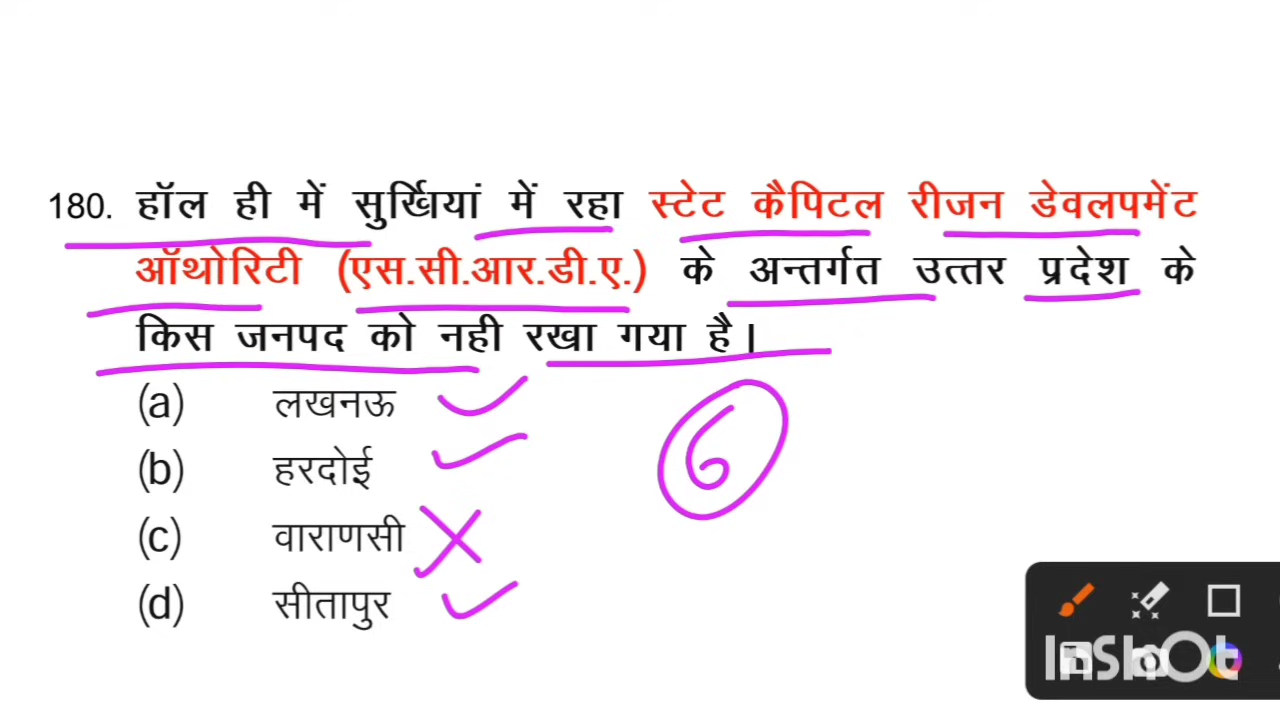 180. हॉल ही में सुर्खियां में रहा स्टेट कैपिटल रीजन डेवलपमेंट
ऑथोरिटी (एस.सी.आर.डी.ए.) के अन्तर्गत उत्तर प्रदेश के
किस जनपद को नही रखा गया है।
(a) लखनऊ
(b) हरदोई
6
(c) वाराणसी
(d) सीतापुर
InShOt